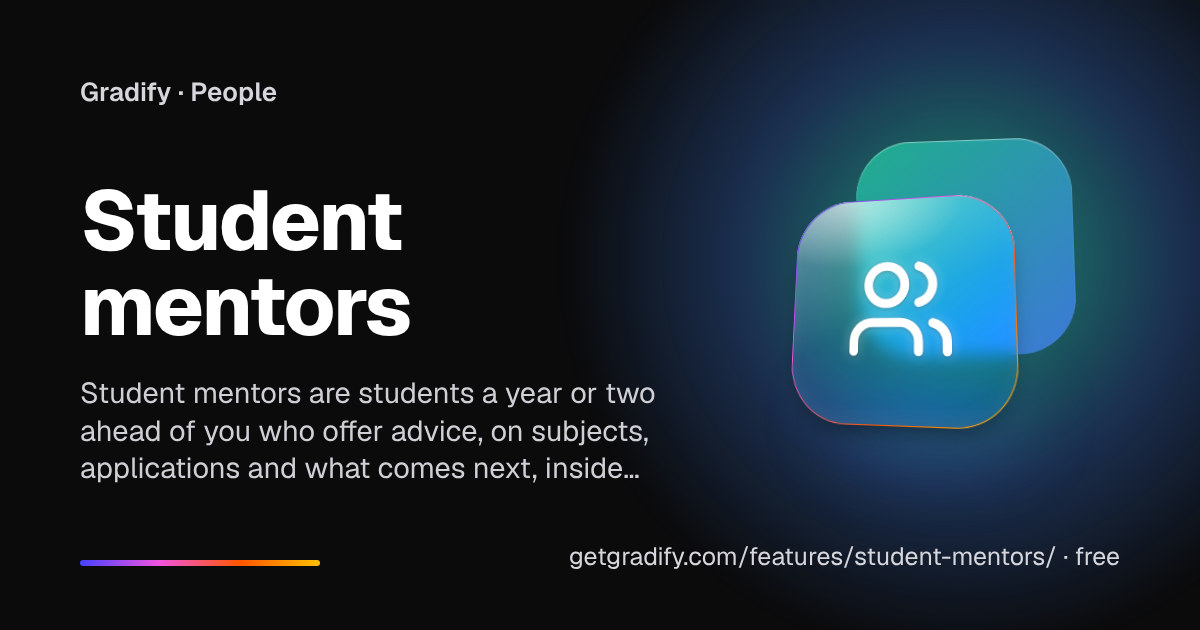 Gradify · People
Student
mentors
Student mentors are students a year or two
ahead of you who offer advice, on subjects,
applications and what comes next, inside…
getgradify.com/features/student-mentors/ · free